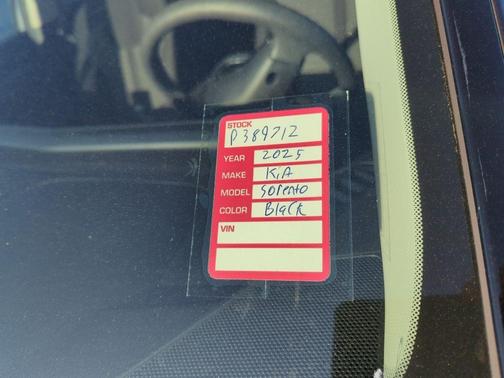 STOCK
P389712
YEAR 2025
MAKE KIA
MODEL Sorento
COLOR Black
VIN